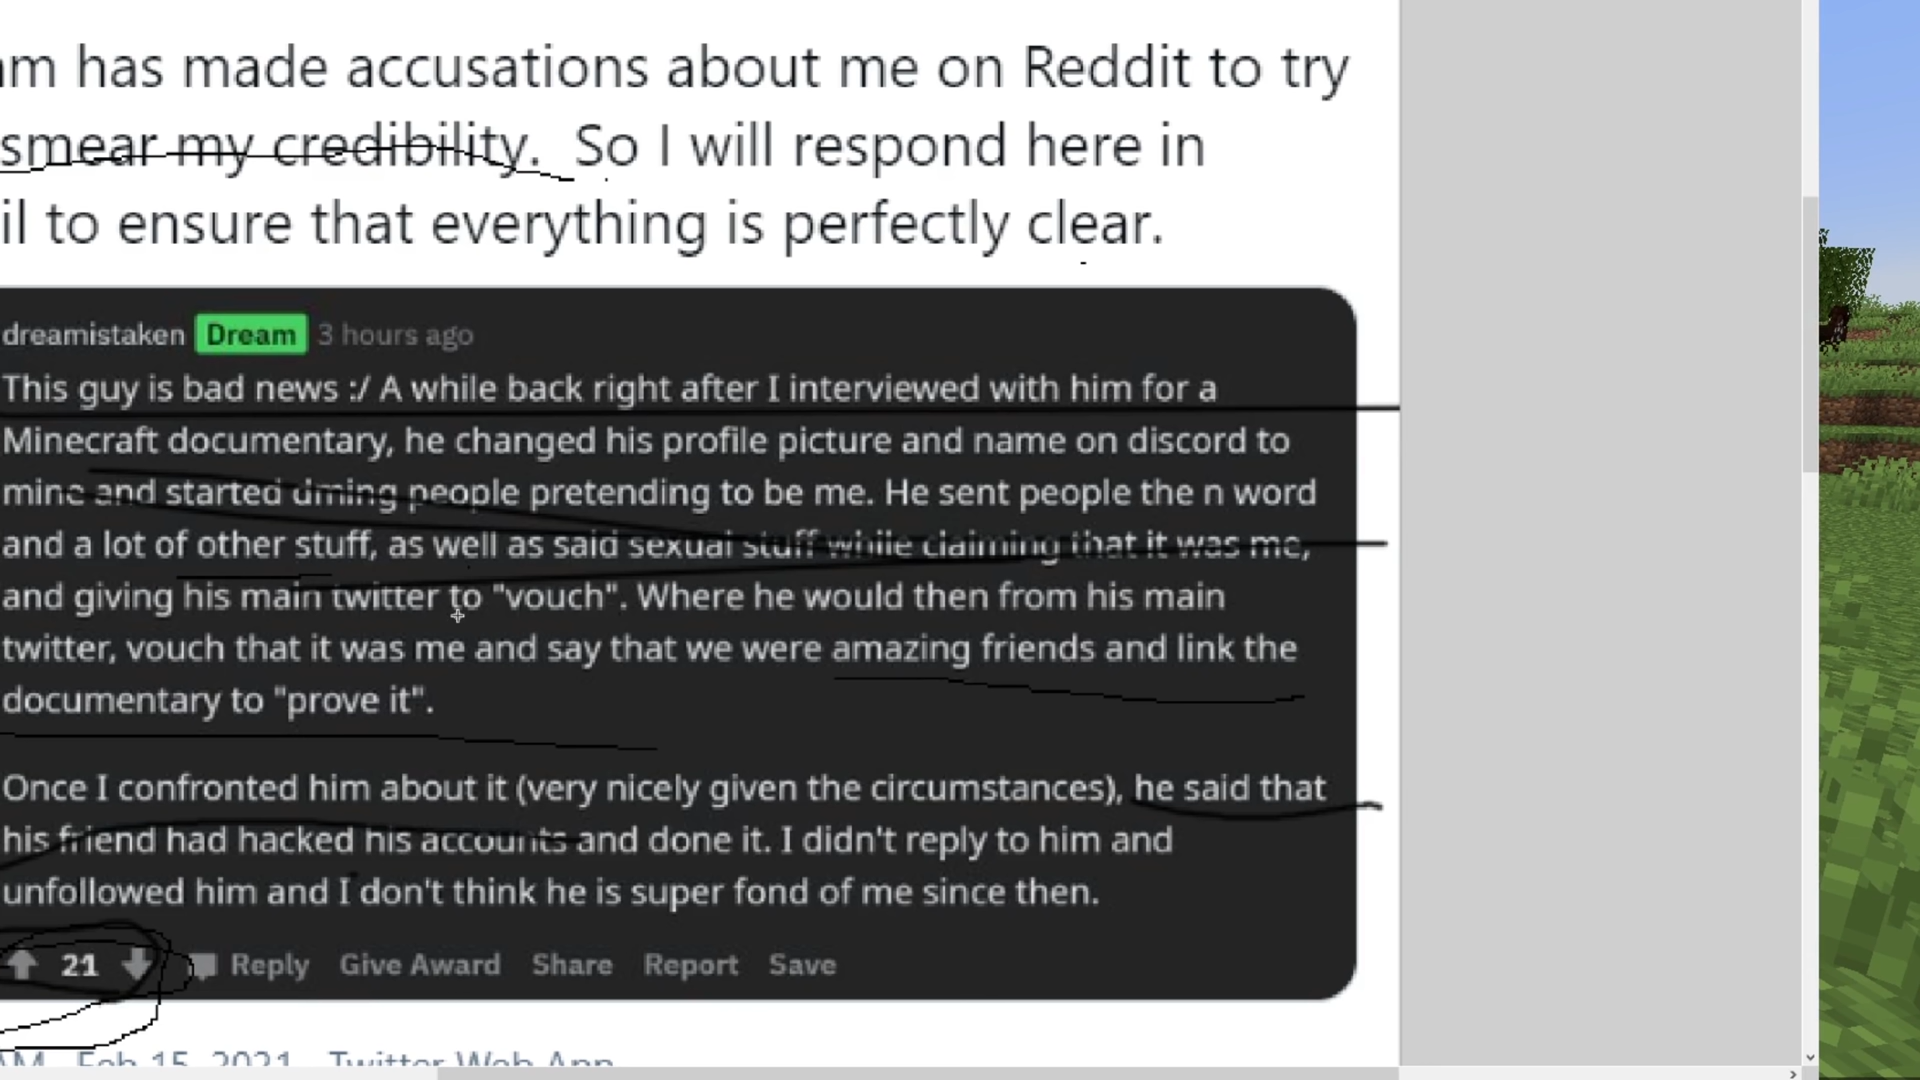 am has made accusations about me on Reddit to try
smear my credibility. So I will respond here in
il to ensure that everything is perfectly clear.
dreamistaken Dream 3 hours ago
This guy is bad news :/ A while back right after I interviewed with him for a
Minecraft documentary, he changed his profile picture and name on discord to
mine and started dming people pretending to be me. He sent people the n word
and a lot of other stuff, as well as said sexual stuff while claiming that it was me,
and giving his main twitter to "vouch". Where he would then from his main
twitter, vouch that it was me and say that we were amazing friends and link the
documentary to "prove it".
Once I confronted him about it (very nicely given the circumstances), he said that
his friend had hacked his accounts and done it. I didn't reply to him and
unfollowed him and I don't think he is super fond of me since then.
21 Reply Give Award Share Report Save
AM Feb 15, 2021 Twitter Web App